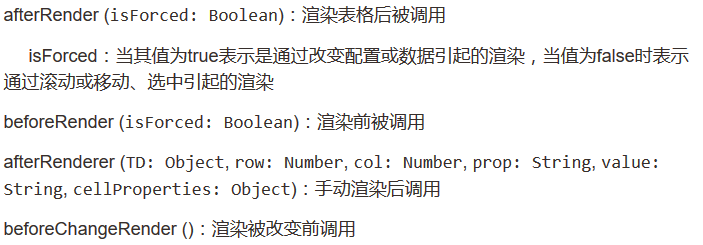 afterRender (isForced: Boolean)：渲染表格后被调用
isForced：当其值为true表示是通过改变配置或数据引起的渲染，当值为false时表示
通过滚动或移动、选中引起的渲染
beforeRender (isForced: Boolean)：渲染前被调用
afterRenderer (TD: Object, row: Number, col: Number, prop: String, value:
String, cellProperties: Object)：手动渲染后调用
beforeChangeRender ()：渲染被改变前调用